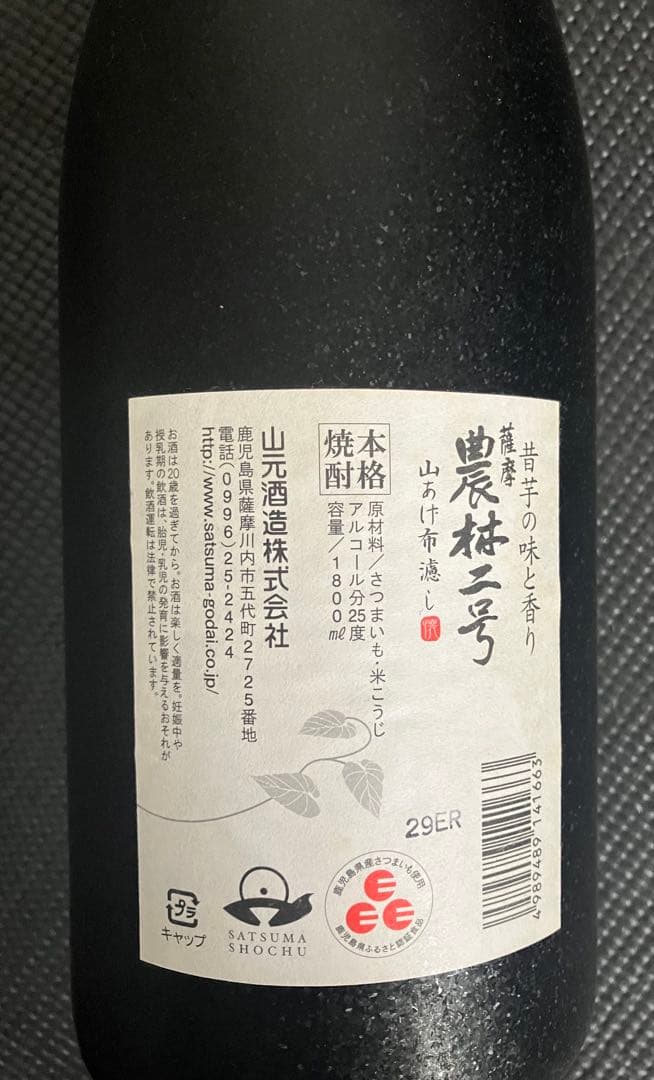 昔芋の味と香り
薩摩
農林二号
山あげ布濾し
本格
焼酎
原材料／さつまいも・米こうじ
アルコール分25度
容量／1800㎖
山元酒造株式会社
鹿児島県薩摩川内市五代町2725番地
電話(0996)25-2424
http://www.satsuma-godai.co.jp/
お酒は20歳を過ぎてから。お酒は楽しく適量を。妊娠中や
授乳期の飲酒は、胎児・乳児の発育に影響を与えるおそれが
あります。飲酒運転は法律で禁止されています。
4989489141663
29ER
鹿児島県産さつまいも使用
鹿児島県ふるさと認証食品
SATSUMA
SHOCHU
プラ
キャップ